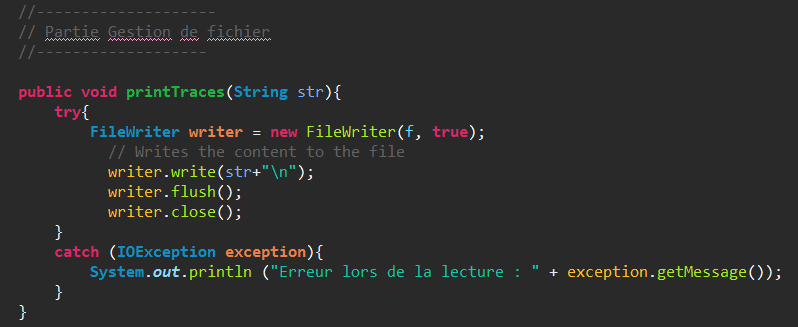 //--------------------
// Partie Gestion de fichier
//-------------------
public void printTraces(String str){
try{
FileWriter writer = new FileWriter(f, true);
// Writes the content to the file
writer.write(str+"\n");
writer.flush();
writer.close();
}
catch (IOException exception){
System.out.println ("Erreur lors de la lecture : " + exception.getMessage());
}
}